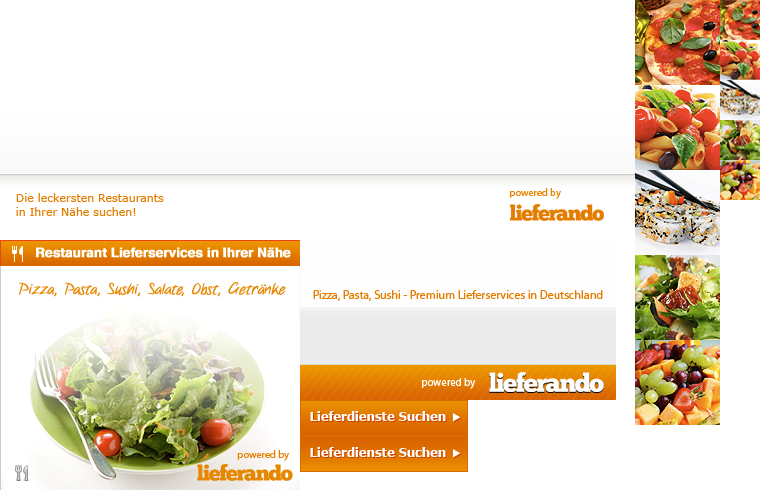 Die leckersten Restaurants
in Ihrer Nähe suchen!
powered by
lieferando
Restaurant Lieferservices in Ihrer Nähe
Pizza, Pasta, Sushi, Salate, Obst, Getränke
powered by
lieferando
Pizza, Pasta, Sushi - Premium Lieferservices in Deutschland
powered by lieferando
Lieferdienste Suchen
Lieferdienste Suchen